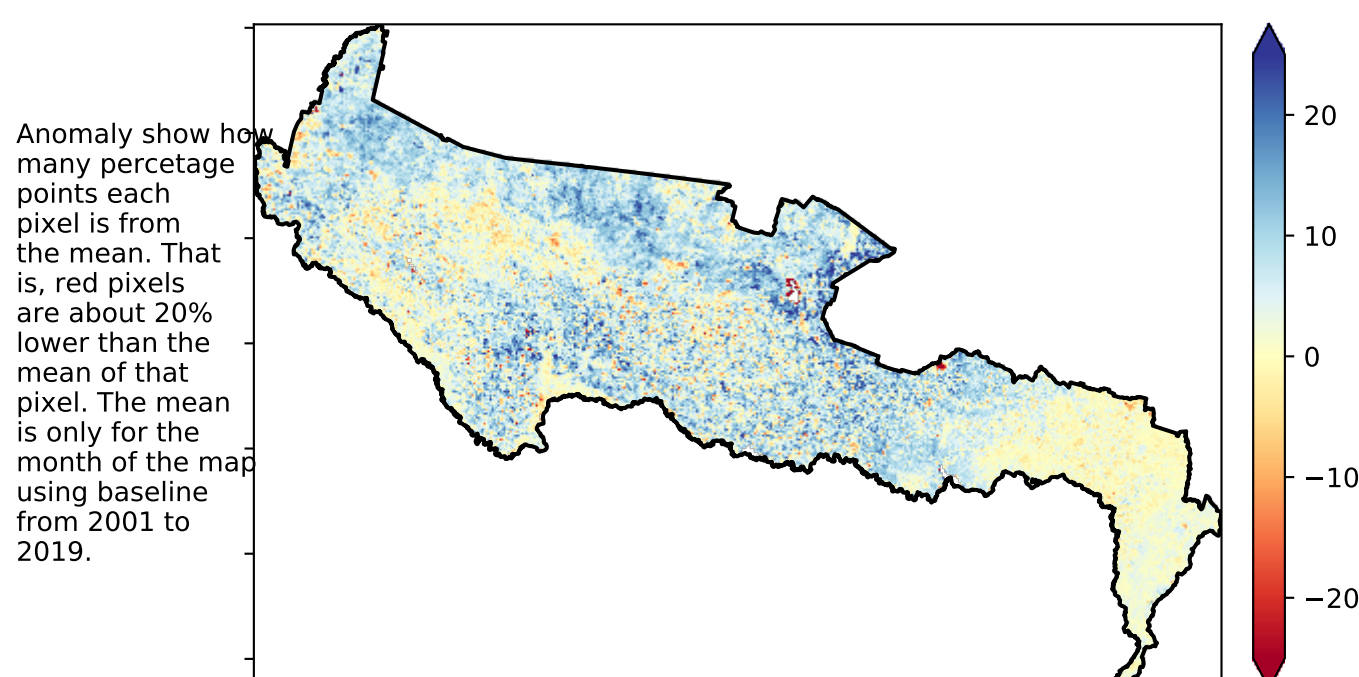 Anomaly show how
many percetage
points each
pixel is from
the mean. That
is, red pixels
are about 20%
lower than the
mean of that
pixel. The mean
is only for the
month of the map
using baseline
from 2001 to
2019.
20
10
0
−10
−20